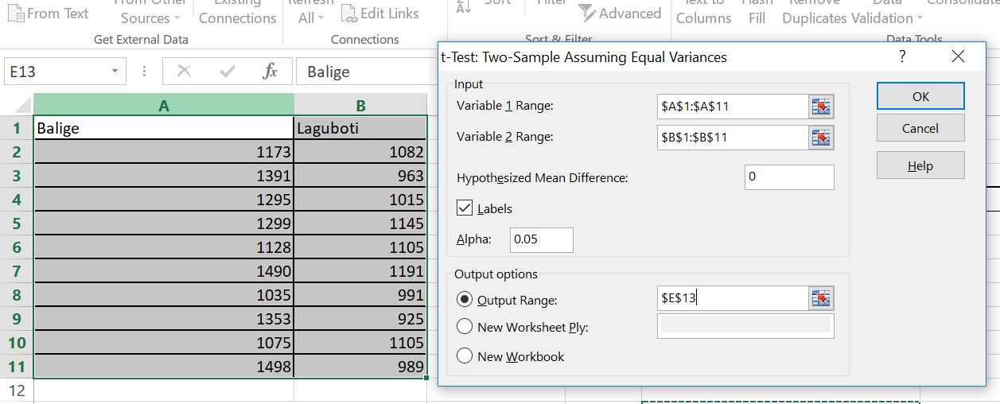 From Other Existing Refresh Sort Filter Text to Flash Remove Data Consolidate
From Text Sources Connections All Edit Links Advanced Columns Fill Duplicates Validation
Get External Data Connections Sort & Filter Data Tools
t-Test: Two-Sample Assuming Equal Variances ?
E13 fx Balige
Input
Variable 1 Range: $A$1:$A$11 OK
Variable 2 Range: $B$1:$B$11 Cancel
Hypothesized Mean Difference: 0 Help
Labels
Alpha: 0.05
Output options
Output Range: $E$13
New Worksheet Ply:
New Workbook
A B
1 Balige Laguboti
2 1173 1082
3 1391 963
4 1295 1015
5 1299 1145
6 1128 1105
7 1490 1191
8 1035 991
9 1353 925
10 1075 1105
11 1498 989
12